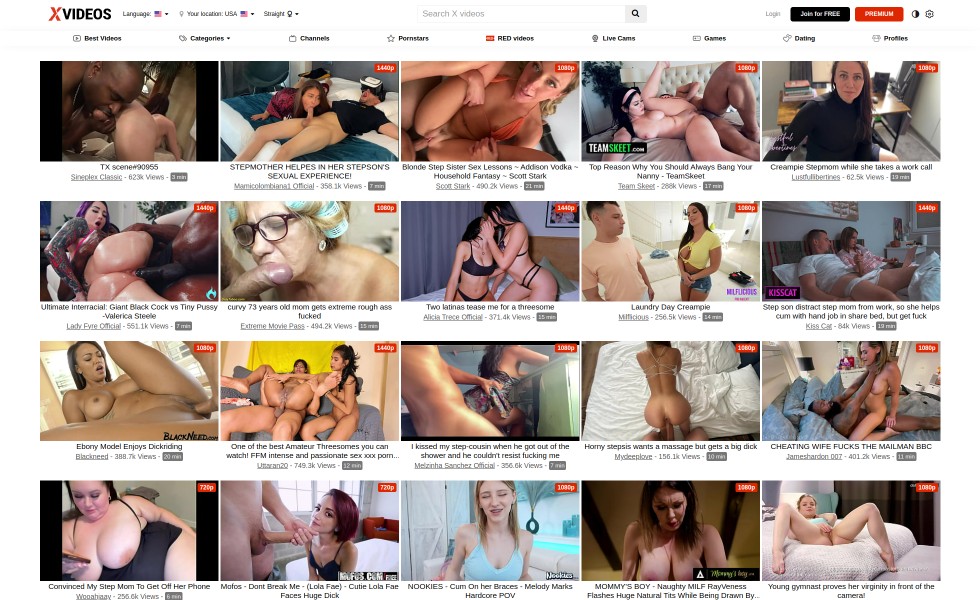 XVIDEOS
Language:
Your location: USA
Straight
Search X videos
Login
Join for FREE
PREMIUM
Best Videos
Categories
Channels
Pornstars
RED videos
Live Cams
Games
Dating
Profiles
TX scene#90955
Sineplex Classic - 623k Views - 3 min
1440p
STEPMOTHER HELPES IN HER STEPSON'S
SEXUAL EXPERIENCE!
Mamicolombiana1 Official - 358.1k Views - 7 min
1080p
Blonde Step Sister Sex Lessons ~ Addison Vodka ~
Household Fantasy ~ Scott Stark
Scott Stark - 490.2k Views - 21 min
1080p
TEAMSKEET.COM
Top Reason Why You Should Always Bang Your
Nanny - TeamSkeet
Team Skeet - 288k Views - 17 min
1080p
Creampie Stepmom while she takes a work call
Lustfullibertines - 62.5k Views - 19 min
1440p
Ultimate Interracial: Giant Black Cock vs Tiny Pussy
-Valerica Steele
Lady Fyre Official - 551.1k Views - 7 min
1080p
curvy 73 years old mom gets extreme rough ass
fucked
Extreme Movie Pass - 494.2k Views - 15 min
1440p
Two latinas tease me for a threesome
Alicia Trece Official - 371.4k Views - 15 min
1080p
MILFLICIOUS
Laundry Day Creampie
Milflicious - 256.5k Views - 14 min
1440p
KISSCAT
Step son distract step mom from work, so she helps
cum with hand job in share bed, but get fuck
Kiss Cat - 84k Views - 19 min
1080p
BLACKNEED.COM
Ebony Model Enjoys Dickriding
Blackneed - 388.7k Views - 20 min
1440p
One of the best Amateur Threesomes you can
watch! FFM intense and passionate sex xxx porn...
Uttaran20 - 749.3k Views - 12 min
1080p
I kissed my step-cousin when he got out of the
shower and he couldn't resist fucking me
Melzinha Sanchez Official - 356.6k Views - 7 min
1080p
Horny stepsis wants a massage but gets a big dick
Mydeeplove - 156.1k Views - 10 min
1080p
CHEATING WIFE FUCKS THE MAILMAN BBC
Jameshardon 007 - 401.2k Views - 11 min
720p
Convinced My Step Mom To Get Off Her Phone
Wooahjaay - 256.6k Views - 6 min
720p
MOFOS.COM
Mofos - Dont Break Me - (Lola Fae) - Cutie Lola Fae
Faces Huge Dick
1080p
Nookies
NOOKIES - Cum On her Braces - Melody Marks
Hardcore POV
1080p
Mommy's boy
MOMMY'S BOY - Naughty MILF RayVeness
Flashes Huge Natural Tits While Being Drawn By...
1080p
Young gymnast proves her virginity in front of the
camera!